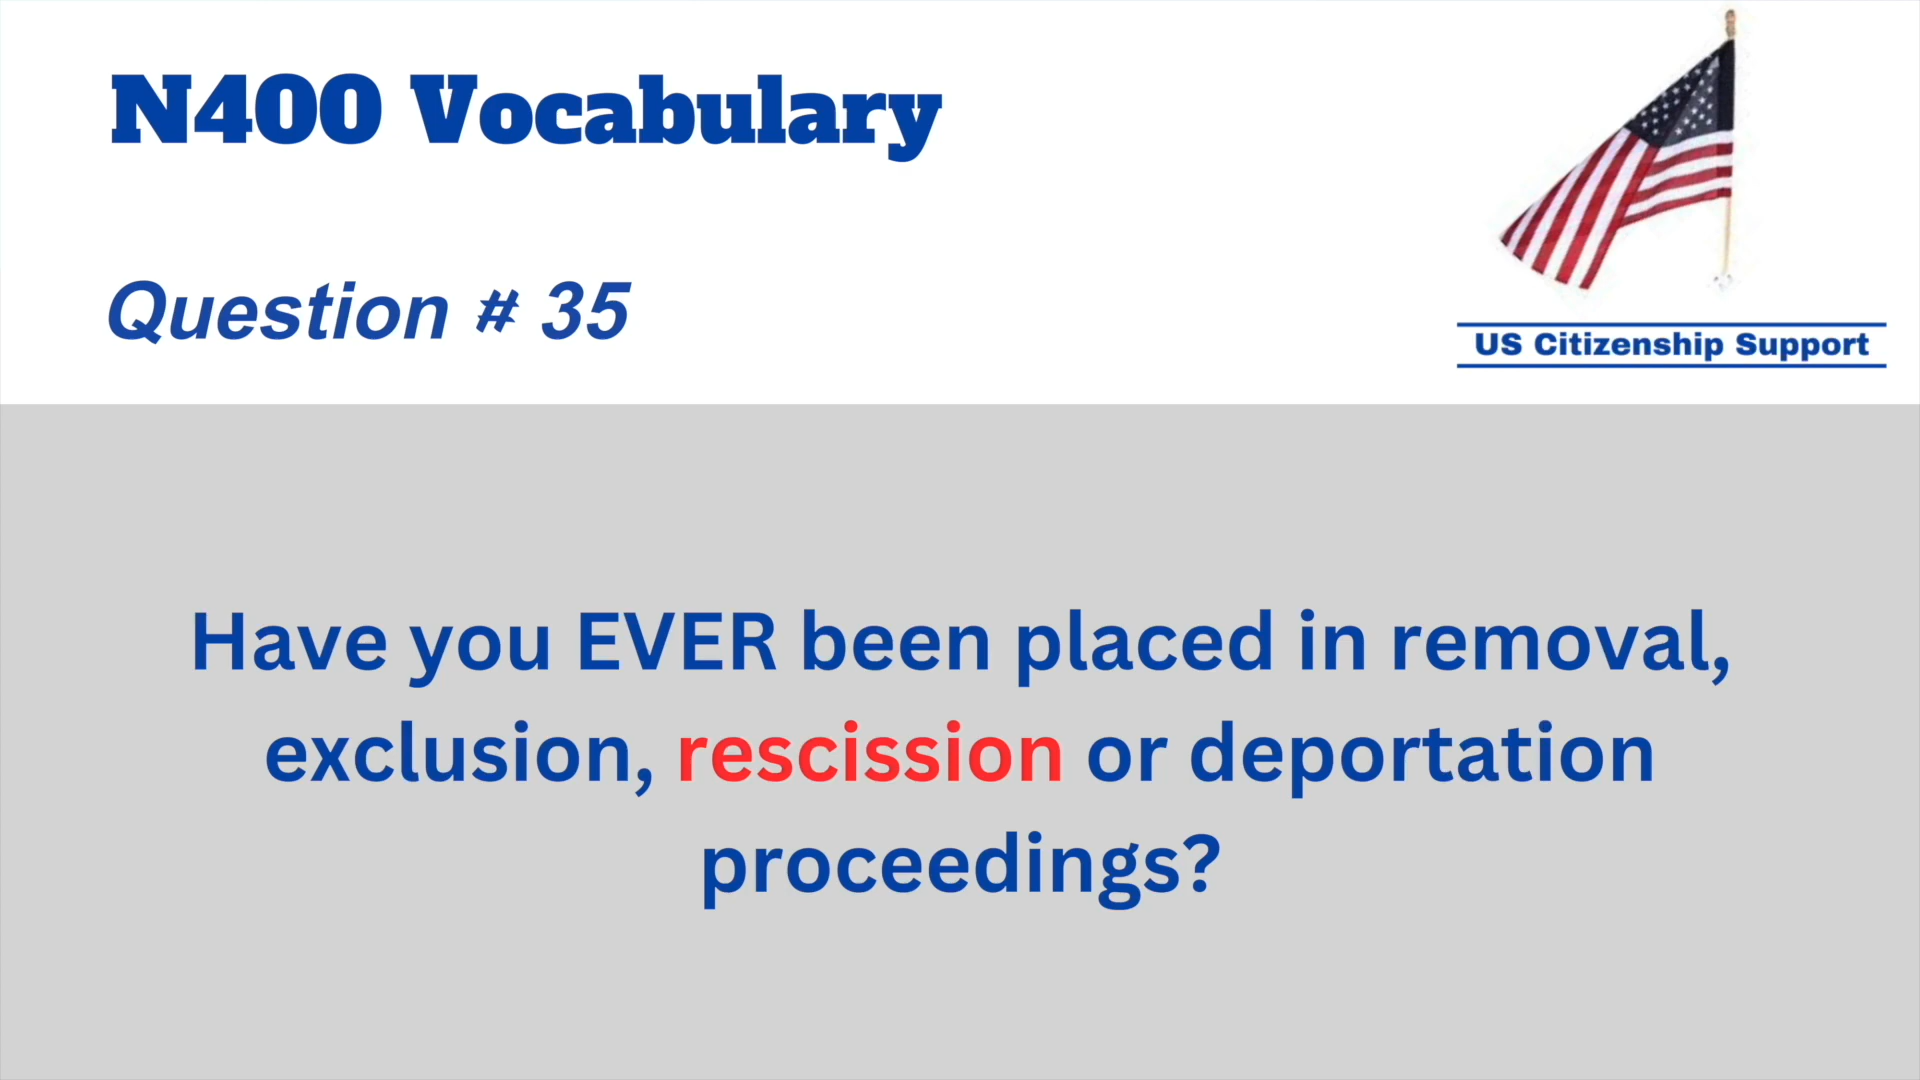 N400 Vocabulary
Question # 35
US Citizenship Support
Have you EVER been placed in removal,
exclusion, rescission or deportation
proceedings?